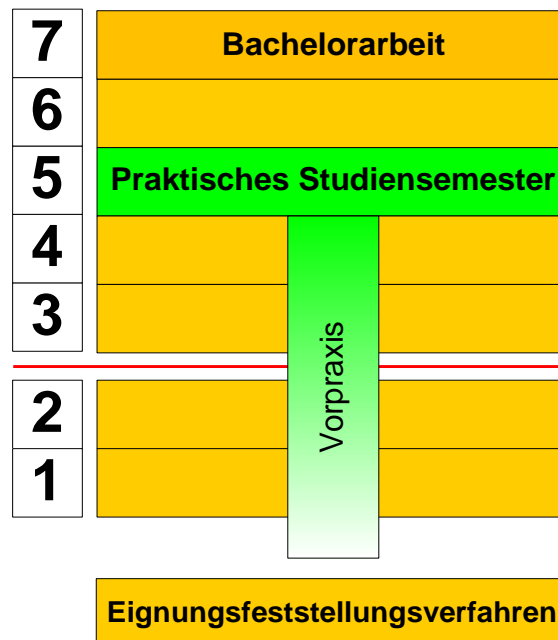 7
Bachelorarbeit
6
5
Praktisches Studiensemester
4
3
Vorpraxis
2
1
Eignungsfeststellungsverfahren